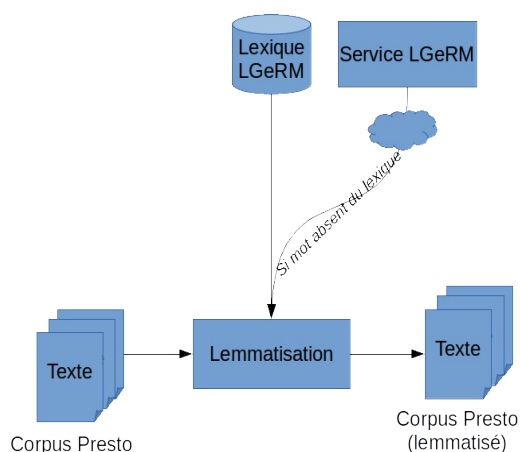 Lexique
LGeRM
Service LGeRM
Si mot absent du lexique
Texte
Lemmatisation
Texte
Corpus Presto
Corpus Presto
(lemmatisé)